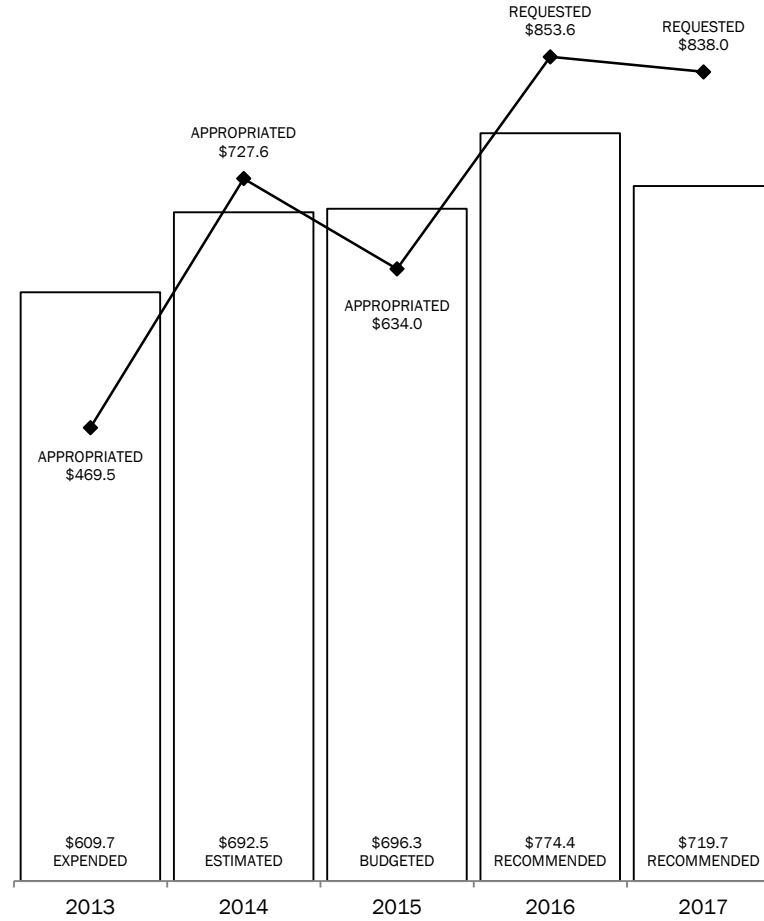 REQUESTED
$853.6
REQUESTED
$838.0
APPROPRIATED
$727.6
APPROPRIATED
$634.0
APPROPRIATED
$469.5
$609.7
EXPENDED
$692.5
ESTIMATED
$696.3
BUDGETED
$774.4
RECOMMENDED
$719.7
RECOMMENDED
2013
2014
2015
2016
2017